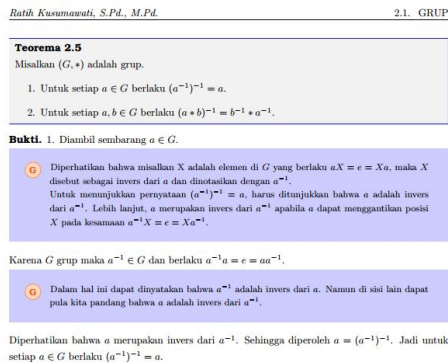 Ratih Kusumawati, S.Pd., M.Pd. 2.1. GRUP
Teorema 2.5
Misalkan (G, *) adalah grup.
1. Untuk setiap a ∈ G berlaku (a⁻¹)⁻¹ = a.
2. Untuk setiap a, b ∈ G berlaku (a * b)⁻¹ = b⁻¹ * a⁻¹.
Bukti. 1. Diambil sembarang a ∈ G.
G Diperhatikan bahwa misalkan X adalah elemen di G yang berlaku aX = e = Xa, maka X
disebut sebagai invers dari a dan dinotasikan dengan a⁻¹.
Untuk menunjukkan pernyataan (a⁻¹)⁻¹ = a, harus ditunjukkan bahwa a adalah invers
dari a⁻¹. Lebih lanjut, a merupakan invers dari a⁻¹ apabila a dapat menggantikan posisi
X pada kesamaan a⁻¹X = e = Xa⁻¹.
Karena G grup maka a⁻¹ ∈ G dan berlaku a⁻¹a = e = aa⁻¹.
G Dalam hal ini dapat dinyatakan bahwa a⁻¹ adalah invers dari a. Namun di sisi lain dapat
pula kita pandang bahwa a adalah invers dari a⁻¹.
Diperhatikan bahwa a merupakan invers dari a⁻¹. Sehingga diperoleh a = (a⁻¹)⁻¹. Jadi untuk
setiap a ∈ G berlaku (a⁻¹)⁻¹ = a.